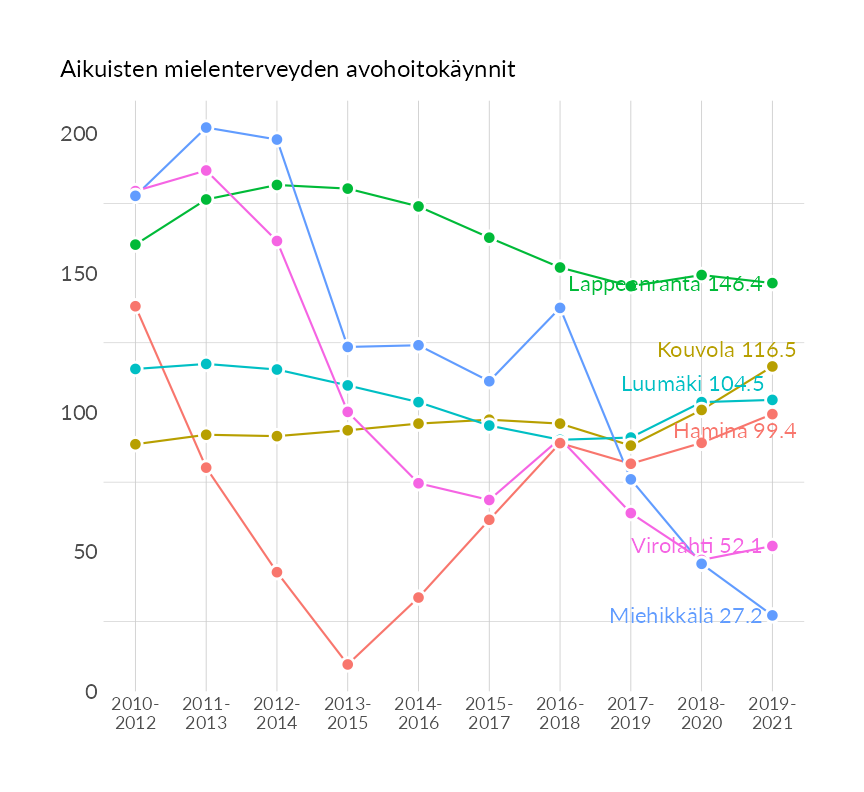 Aikuisten mielenterveyden avohoitokäynnit
200
150
100
50
0
Lappeenranta 146.4
Kouvola 116.5
Luumäki 104.5
Hamina 99.4
Virolahti 52.1
Miehikkälä 27.2
2010- 2011- 2012- 2013- 2014- 2015- 2016- 2017- 2018- 2019-
2012 2013 2014 2015 2016 2017 2018 2019 2020 2021